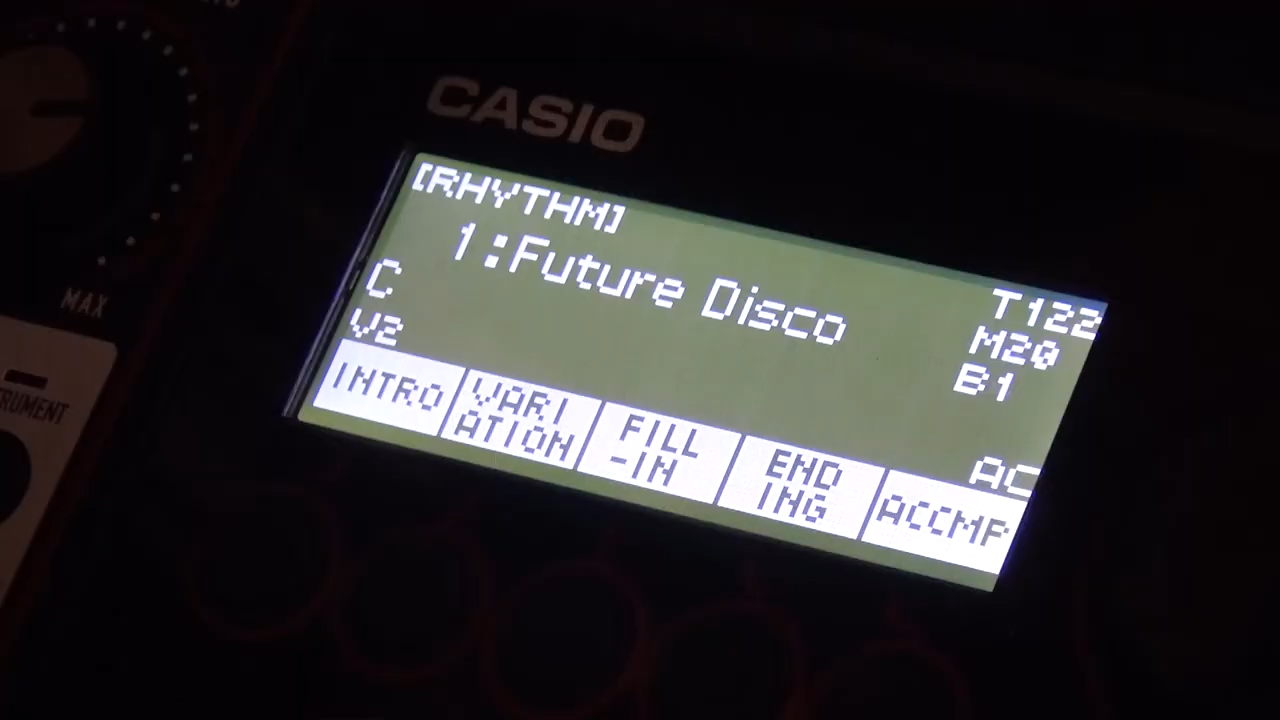 CASIO
[RHYTHM]
1:Future Disco
T122
C
M20
V2
B1
AC
INTRO
VARI
ATION
FILL
-IN
END
ING
ACCMP
MAX